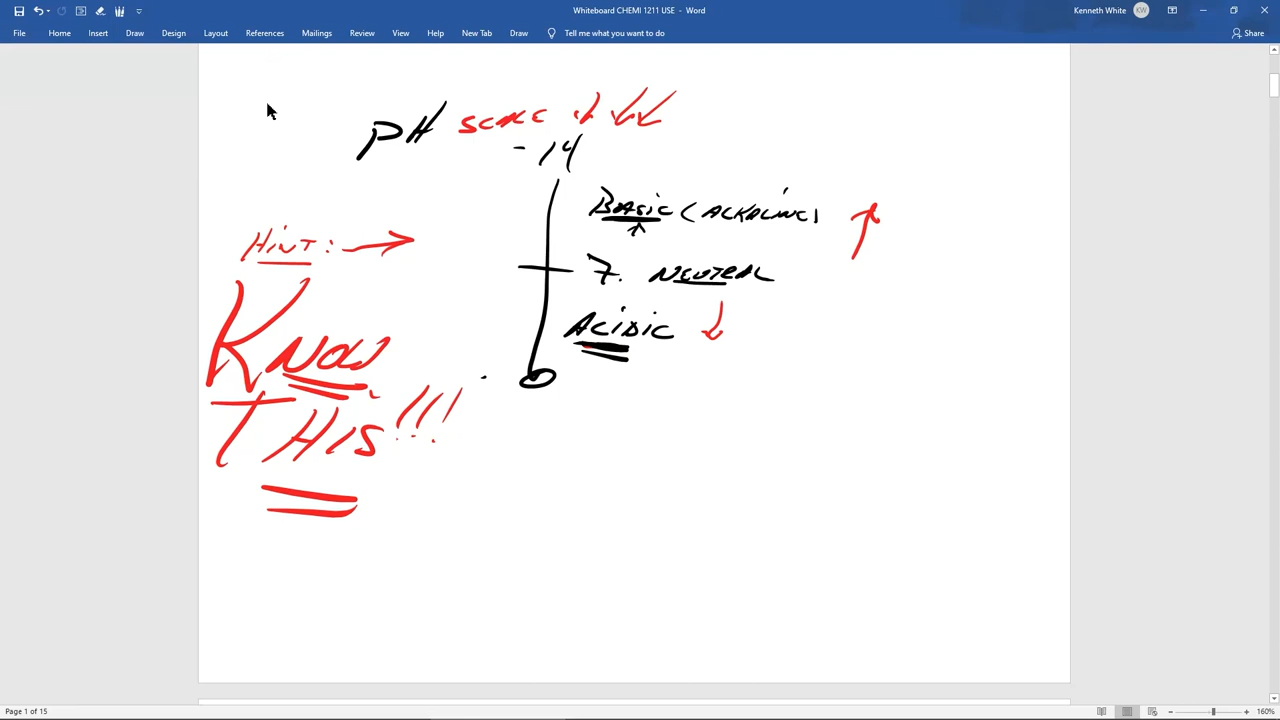 Whiteboard CHEMI 1211 USE - Word
Kenneth White KW
File Home Insert Draw Design Layout References Mailings Review View Help New Tab Draw Tell me what you want to do Share
pH SCALE
- 14
BASIC (ALKALINE)
HINT:
7. NEUTRAL
KNOW
ACIDIC
THIS!!!
0
Page 1 of 15
160%